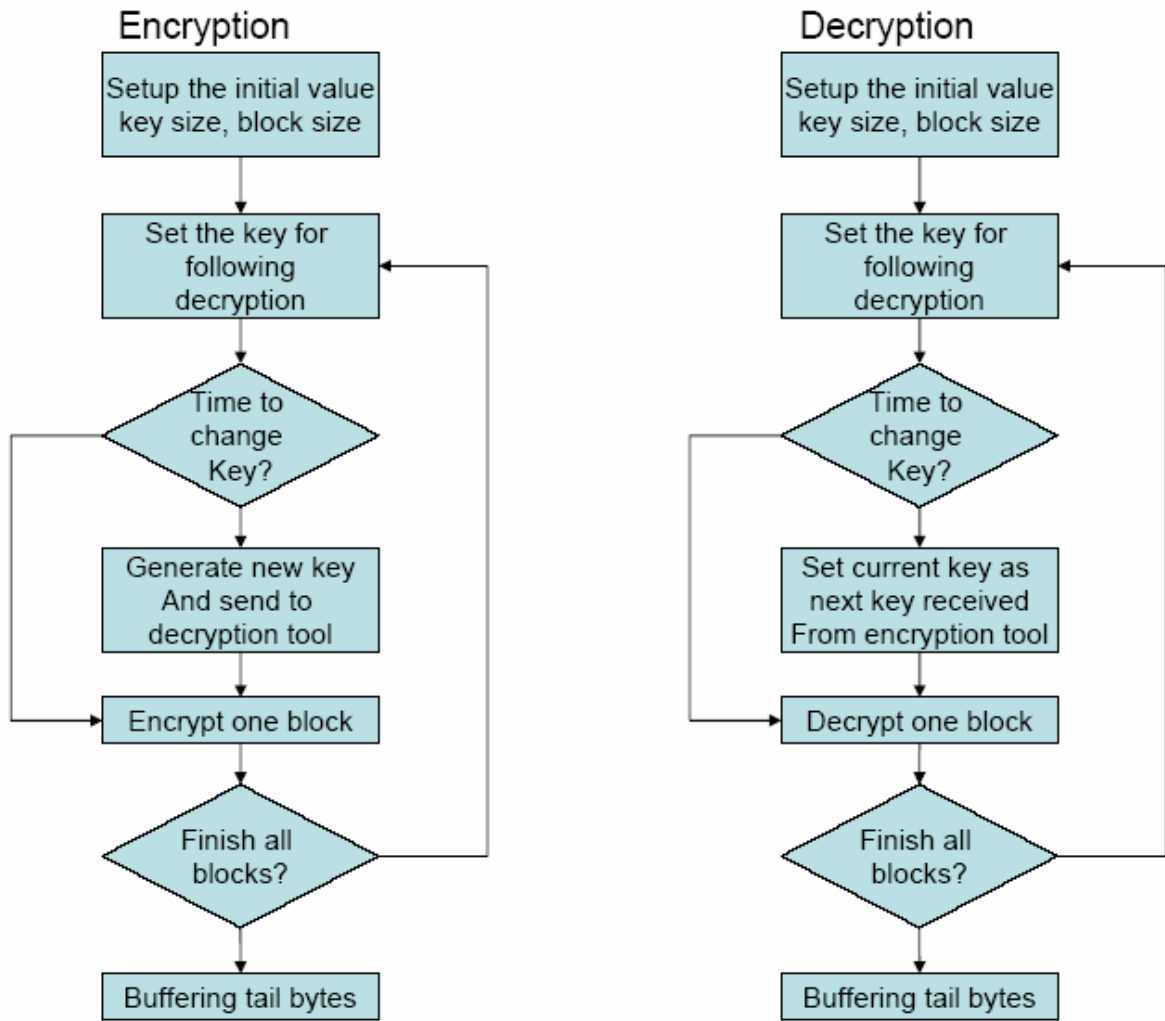 Encryption
Setup the initial value
key size, block size
Set the key for
following
decryption
Time to
change
Key?
Generate new key
And send to
decryption tool
Encrypt one block
Finish all
blocks?
Buffering tail bytes
Decryption
Setup the initial value
key size, block size
Set the key for
following
decryption
Time to
change
Key?
Set current key as
next key received
From encryption tool
Decrypt one block
Finish all
blocks?
Buffering tail bytes